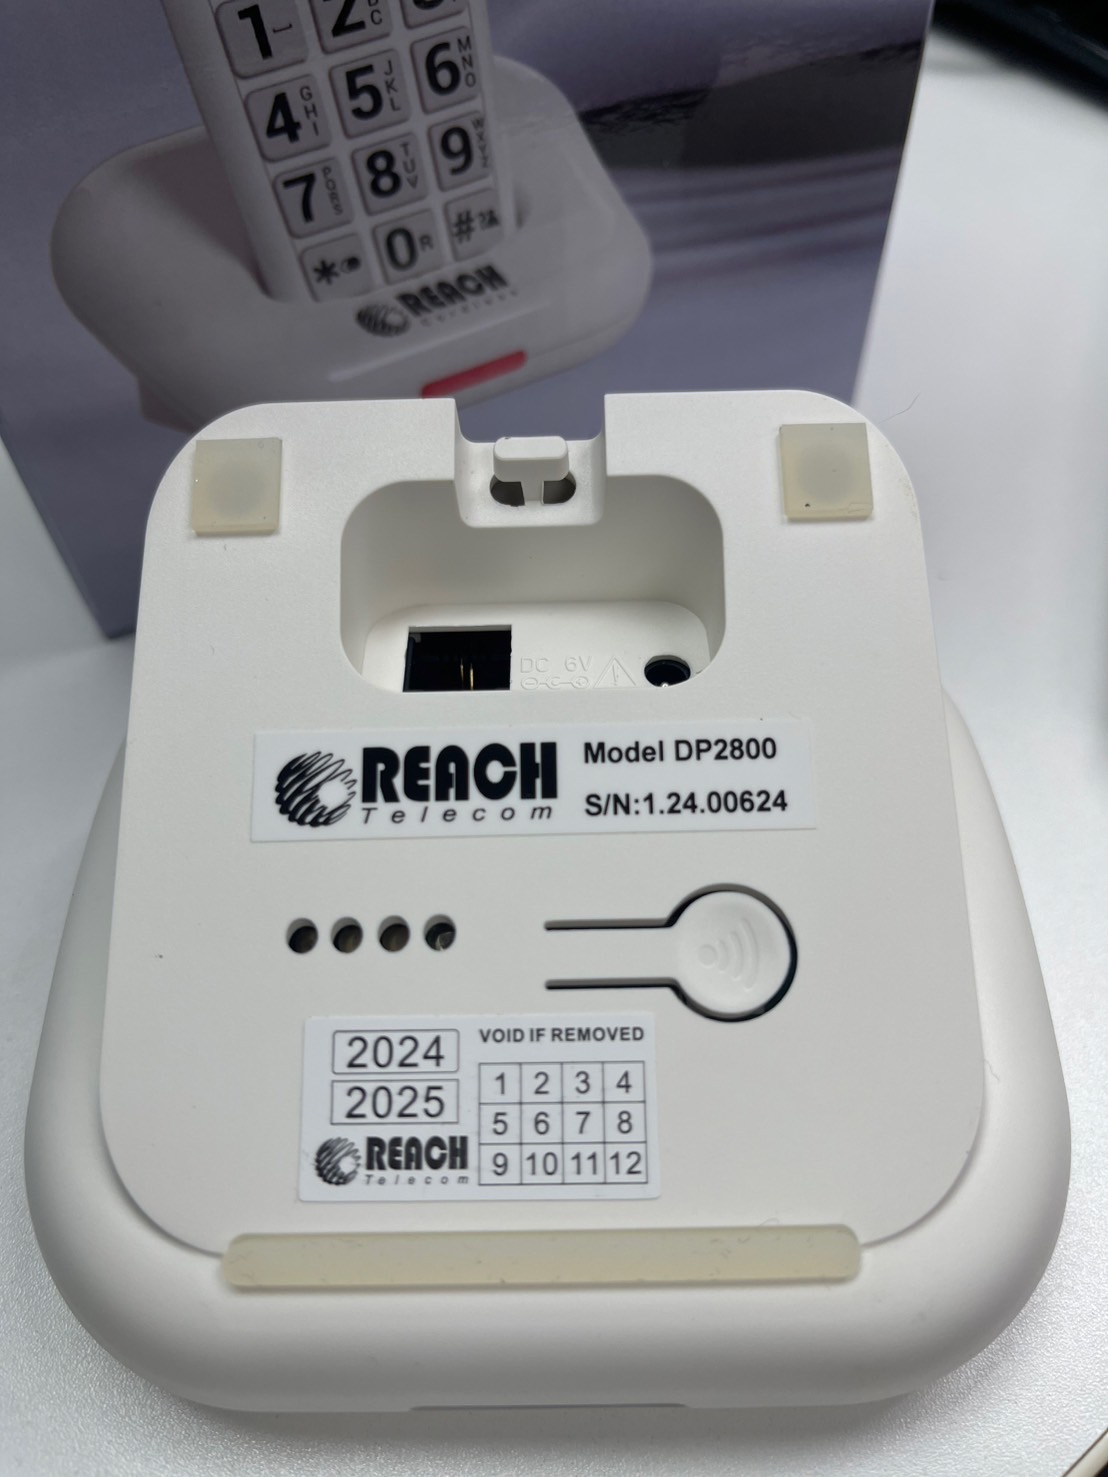 1
2
4 GHI
5 JKL
6 MNO
7 PQRS
8 TUV
9 WXYZ
*
0
#
REACH
DC 6V
REACH
Telecom
Model DP2800
S/N:1.24.00624
2024
2025
REACH
Telecom
VOID IF REMOVED
1 2 3 4
5 6 7 8
9 10 11 12